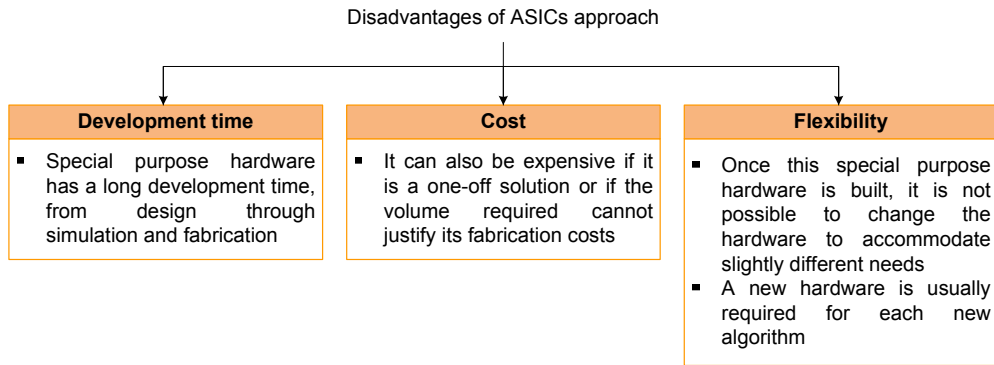 Disadvantages of ASICs approach
Development time
▪ Special purpose hardware
has a long development time,
from design through
simulation and fabrication
Cost
▪ It can also be expensive if it
is a one-off solution or if the
volume required cannot
justify its fabrication costs
Flexibility
▪ Once this special purpose
hardware is built, it is not
possible to change the
hardware to accommodate
slightly different needs
▪ A new hardware is usually
required for each new
algorithm